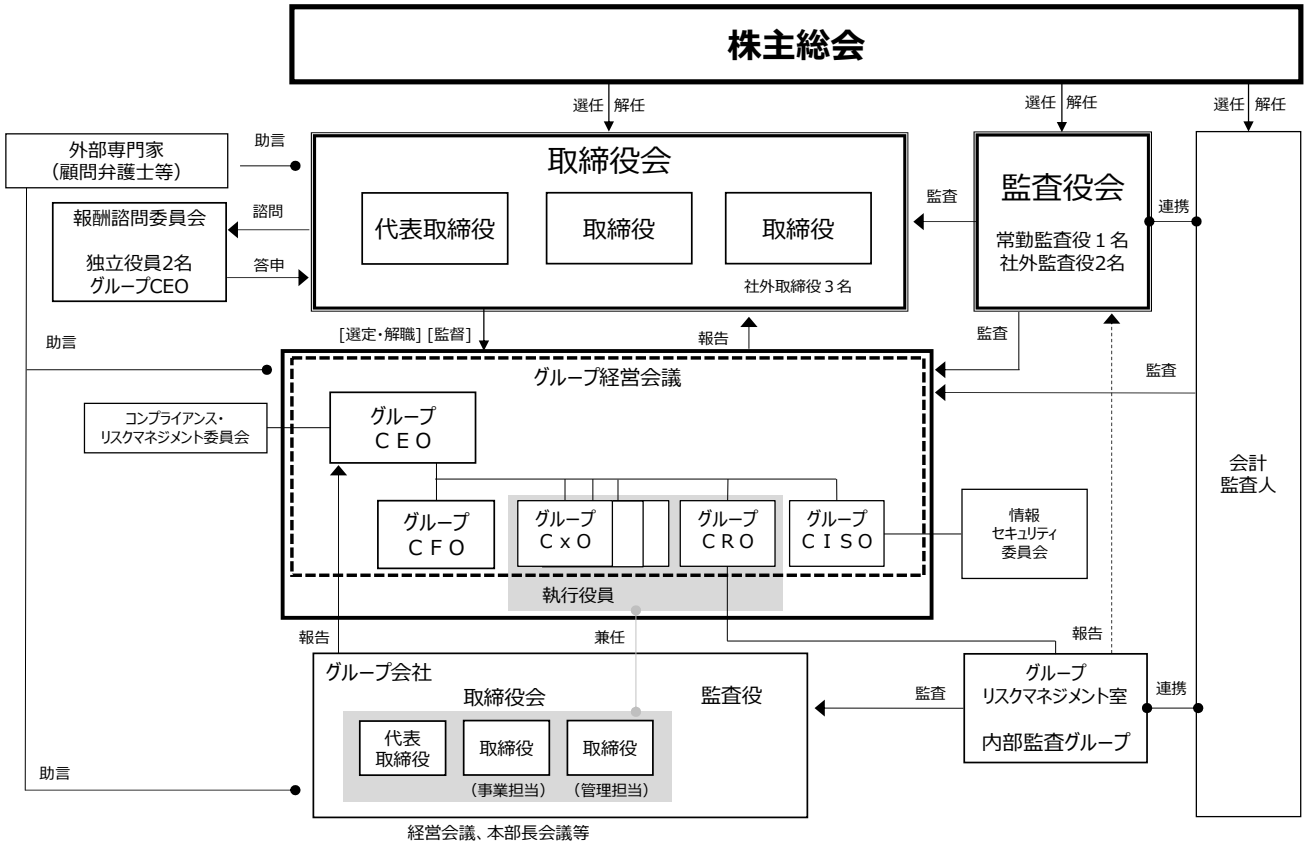 株主総会
選任 解任
選任 解任
選任 解任
外部専門家
（顧問弁護士等）
助言
取締役会
代表取締役
取締役
取締役
社外取締役３名
監査役会
常勤監査役１名
社外監査役2名
監査
連携
報酬諮問委員会
独立役員2名
グループCEO
諮問
答申
[選定・解職] [監督]
報告
監査
監査
助言
グループ経営会議
グループ
ＣＥＯ
コンプライアンス・
リスクマネジメント委員会
グループ
ＣＦＯ
グループ
ＣｘＯ
グループ
ＣＲＯ
グループ
ＣＩＳＯ
執行役員
情報
セキュリティ
委員会
会計
監査人
報告
兼任
報告
グループ会社
取締役会
監査役
代表
取締役
取締役
取締役
（事業担当）
（管理担当）
監査
グループ
リスクマネジメント室
内部監査グループ
連携
助言
経営会議、本部長会議等